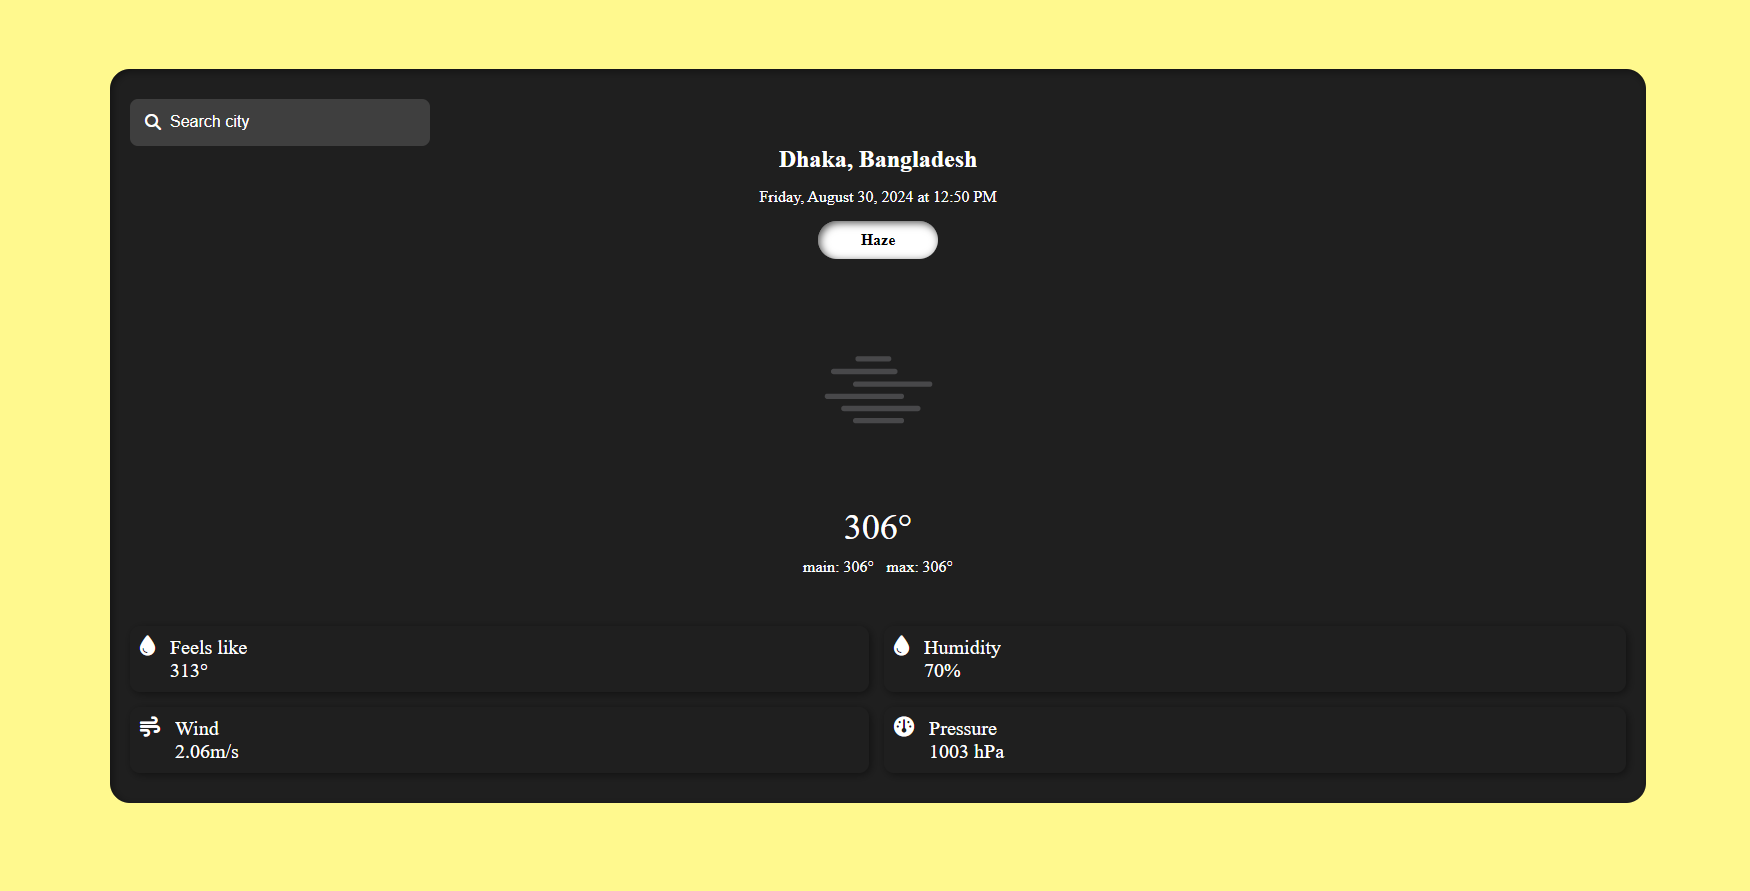 Search city
Dhaka, Bangladesh
Friday, August 30, 2024 at 12:50 PM
Haze
306°
main: 306° max: 306°
Feels like
313°
Humidity
70%
Wind
2.06m/s
Pressure
1003 hPa